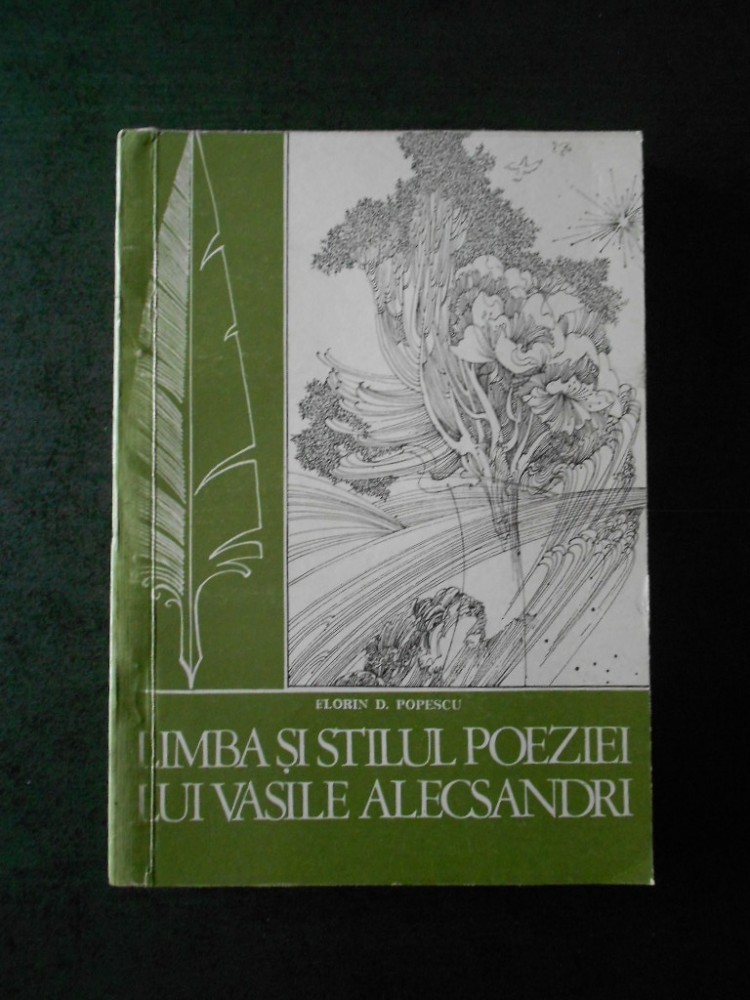 FLORIN D. POPESCU
LIMBA ȘI STILUL POEZIEI
LUI VASILE ALECSANDRI